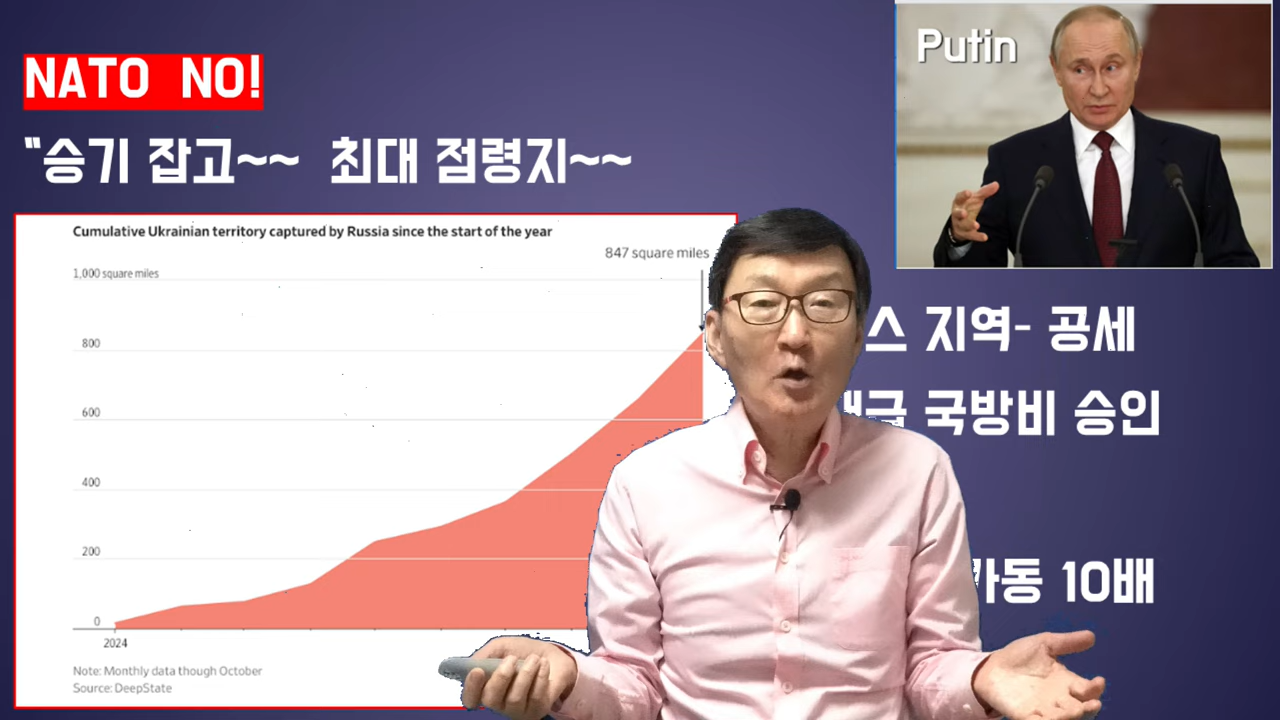 NATO NO!
"승기 잡고~~ 최대 점령지~~
Putin
Cumulative Ukrainian territory captured by Russia since the start of the year
847 square miles
1,000 square miles
800
600
400
200
0
2024
Note: Monthly data though October
Source: DeepState
스 지역- 공세
국방비 승인
가동 10배